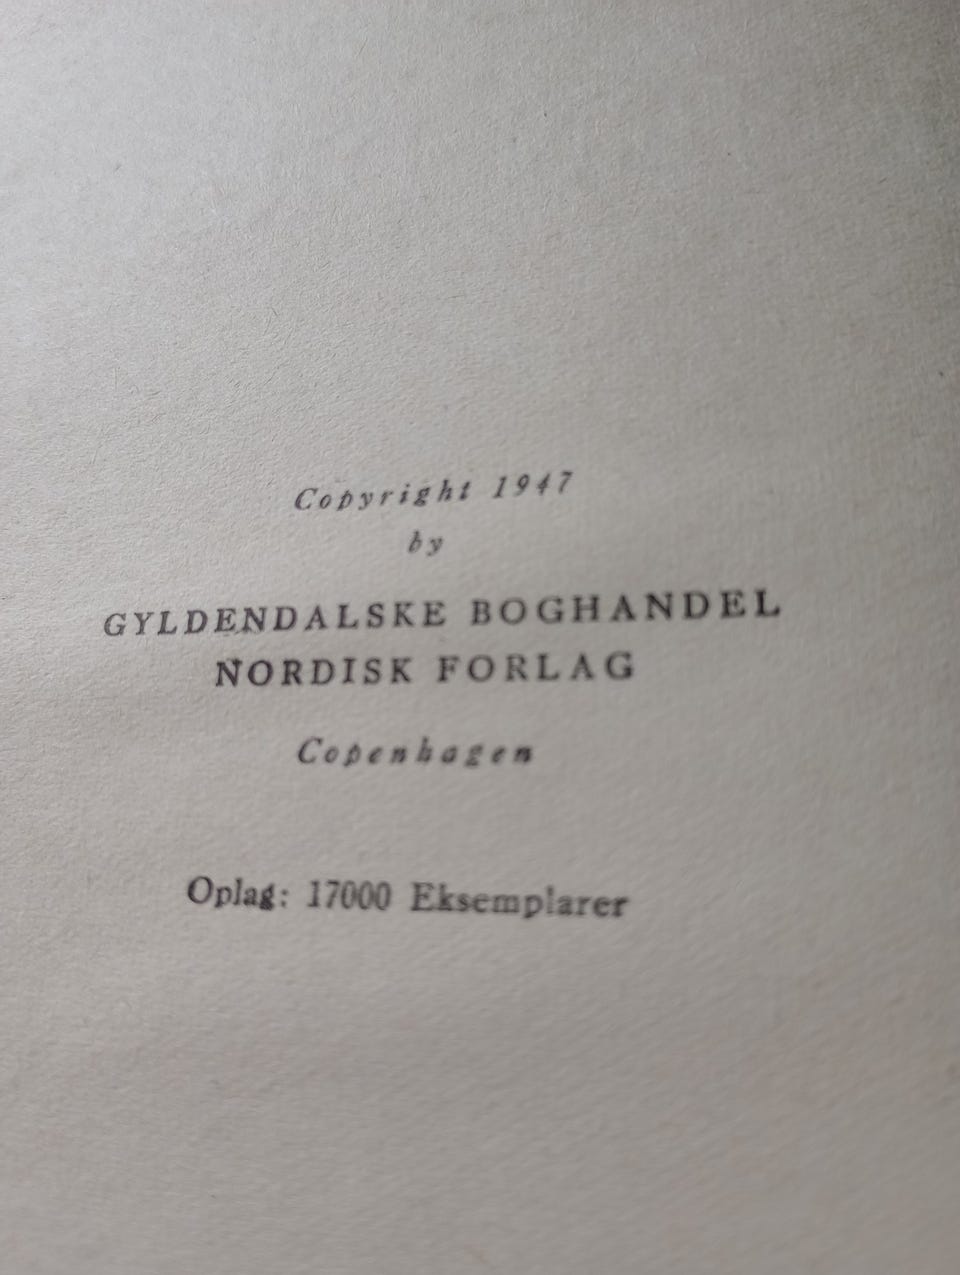 Copyright 1947
by
GYLDENDALSKE BOGHANDEL
NORDISK FORLAG
Copenhagen
Oplag: 17000 Eksemplarer